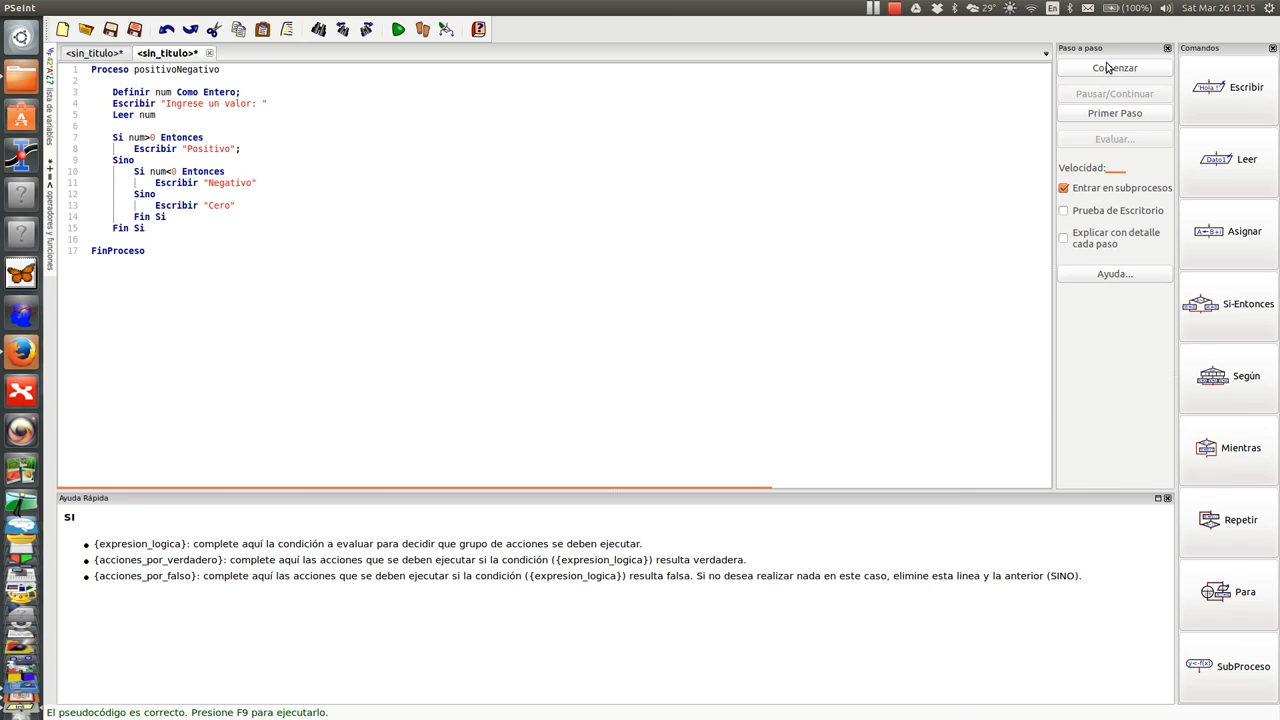 PSeInt
29°
En
(100%)
Sat Mar 26 12:15
<sin_titulo>*
<sin_titulo>*
lista de variables
operadores y funciones
1 Proceso positivoNegativo
2
3 Definir num Como Entero;
4 Escribir "Ingrese un valor: "
5 Leer num
6
7 Si num>0 Entonces
8 Escribir "Positivo";
9 Sino
10 Si num<0 Entonces
11 Escribir "Negativo"
12 Sino
13 Escribir "Cero"
14 Fin Si
15 Fin Si
16
17 FinProceso
Paso a paso
Comenzar
Pausar/Continuar
Primer Paso
Evaluar...
Velocidad:
Entrar en subprocesos
Prueba de Escritorio
Explicar con detalle
cada paso
Ayuda...
Comandos
'Hola !' Escribir
Dato1 Leer
A←B+1 Asignar
Si-Entonces
Según
Mientras
Repetir
Para
y<-f(x) SubProceso
Ayuda Rápida
SI
{expresion_logica}: complete aquí la condición a evaluar para decidir que grupo de acciones se deben ejecutar.
{acciones_por_verdadero}: complete aquí las acciones que se deben ejecutar si la condición ({expresion_logica}) resulta verdadera.
{acciones_por_falso}: complete aquí las acciones que se deben ejecutar si la condición ({expresion_logica}) resulta falsa. Si no desea realizar nada en este caso, elimine esta linea y la anterior (SINO).
El pseudocódigo es correcto. Presione F9 para ejecutarlo.